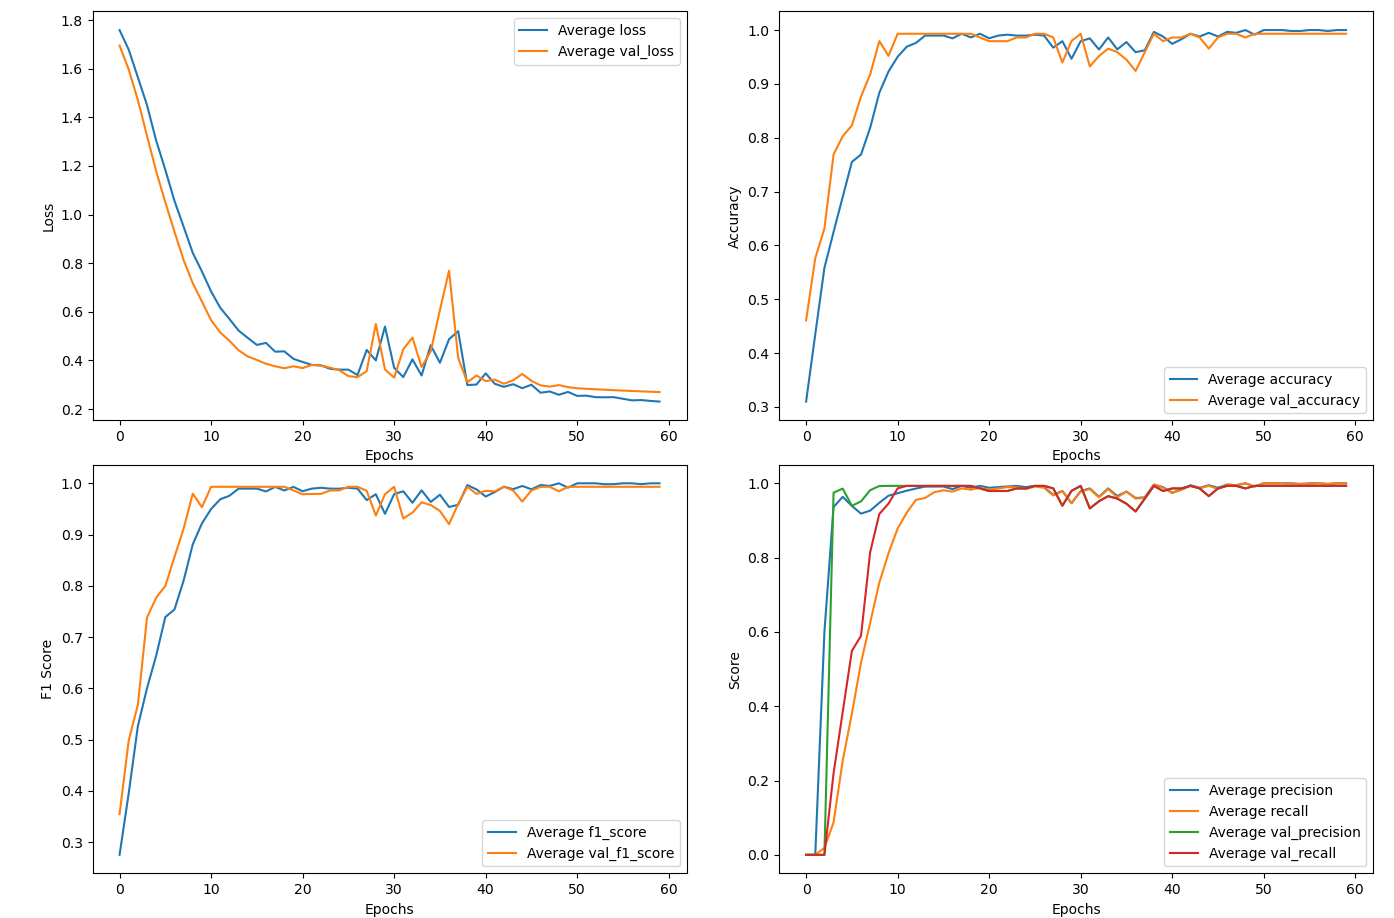 1.8
1.6
1.4
1.2
1.0
0.8
0.6
0.4
0.2
Loss
0 10 20 30 40 50 60
Epochs
Average loss
Average val_loss
1.0
0.9
0.8
0.7
0.6
0.5
0.4
0.3
Accuracy
0 10 20 30 40 50 60
Epochs
Average accuracy
Average val_accuracy
1.0
0.9
0.8
0.7
0.6
0.5
0.4
0.3
F1 Score
0 10 20 30 40 50 60
Epochs
Average f1_score
Average val_f1_score
1.0
0.8
0.6
0.4
0.2
0.0
Score
0 10 20 30 40 50 60
Epochs
Average precision
Average recall
Average val_precision
Average val_recall